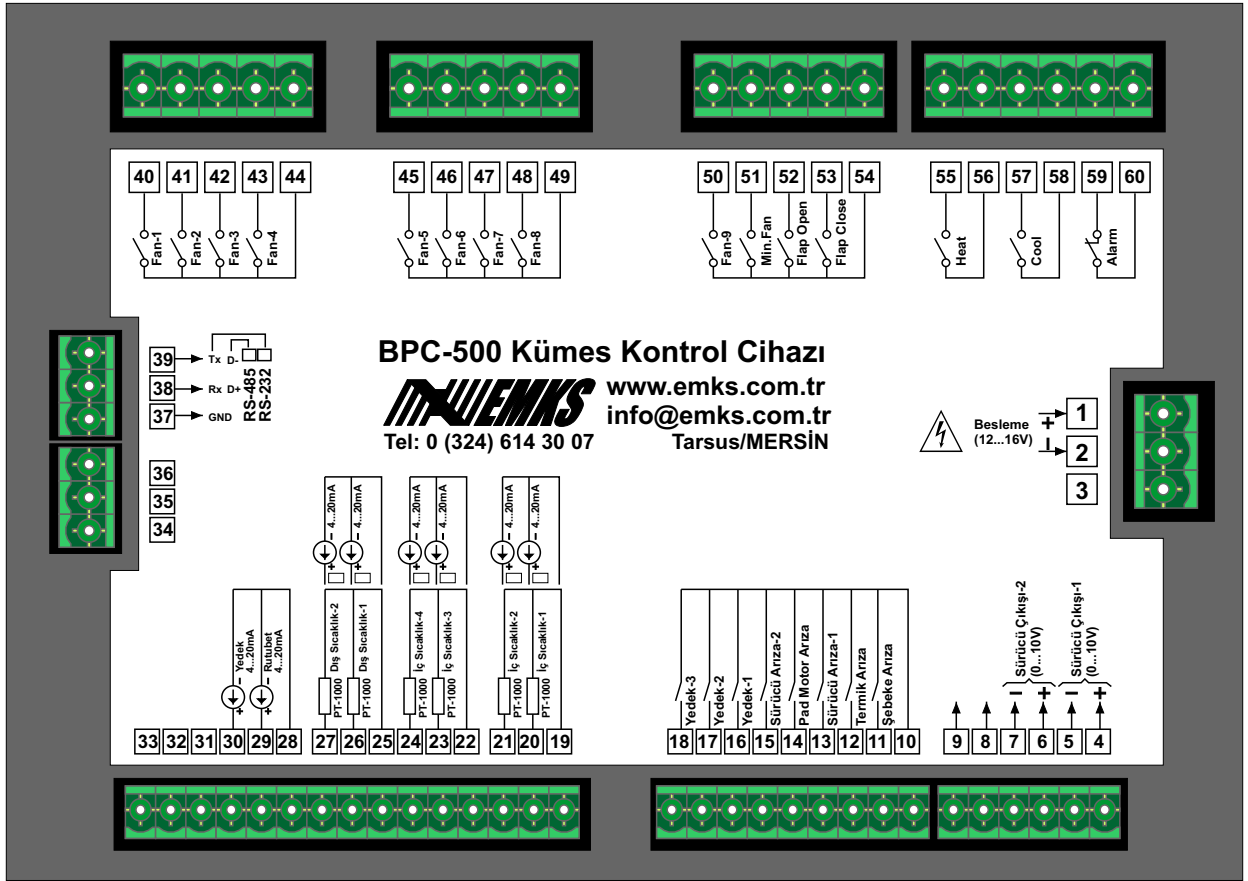 40 41 42 43 44
45 46 47 48 49
50 51 52 53 54
55 56 57 58 59 60
Fan-1
Fan-2
Fan-3
Fan-4
Fan-5
Fan-6
Fan-7
Fan-8
Fan-9
Min.Fan
Flap Open
Flap Close
Heat
Cool
Alarm
39 Tx D-
38 Rx D+
37 GND
RS-485
RS-232
BPC-500 Kümes Kontrol Cihazı
EMKS
www.emks.com.tr
info@emks.com.tr
Tel: 0 (324) 614 30 07
Tarsus/MERSİN
Besleme
(12...16V)
+
−
1
2
3
36
35
34
− 4...20mA +
− 4...20mA +
− 4...20mA +
− 4...20mA +
− 4...20mA +
− 4...20mA +
− Yedek +
4...20mA
− Rutubet +
4...20mA
PT-1000 Dış Sıcaklık-2
PT-1000 Dış Sıcaklık-1
PT-1000 İç Sıcaklık-4
PT-1000 İç Sıcaklık-3
PT-1000 İç Sıcaklık-2
PT-1000 İç Sıcaklık-1
Yedek-3
Yedek-2
Yedek-1
Sürücü Arıza-2
Pad Motor Arıza
Sürücü Arıza-1
Termik Arıza
Şebeke Arıza
Sürücü Çıkışı-2
(0...10V)
− +
Sürücü Çıkışı-1
(0...10V)
− +
33 32 31 30 29 28 27 26 25 24 23 22 21 20 19
18 17 16 15 14 13 12 11 10
9 8 7 6 5 4